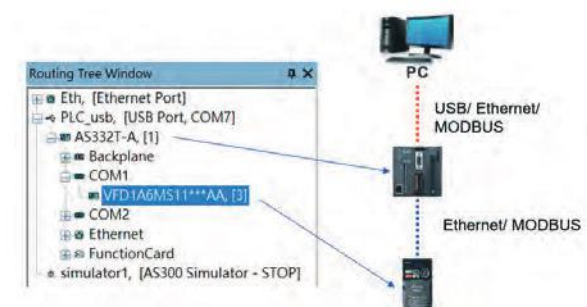 Routing Tree Window
Eth, [Ethernet Port]
PLC_usb, [USB Port, COM7]
AS332T-A, [1]
Backplane
COM1
VFD1A6MS11***AA, [3]
COM2
Ethernet
FunctionCard
simulator1, [AS300 Simulator - STOP]
PC
USB/ Ethernet/
MODBUS
Ethernet/ MODBUS